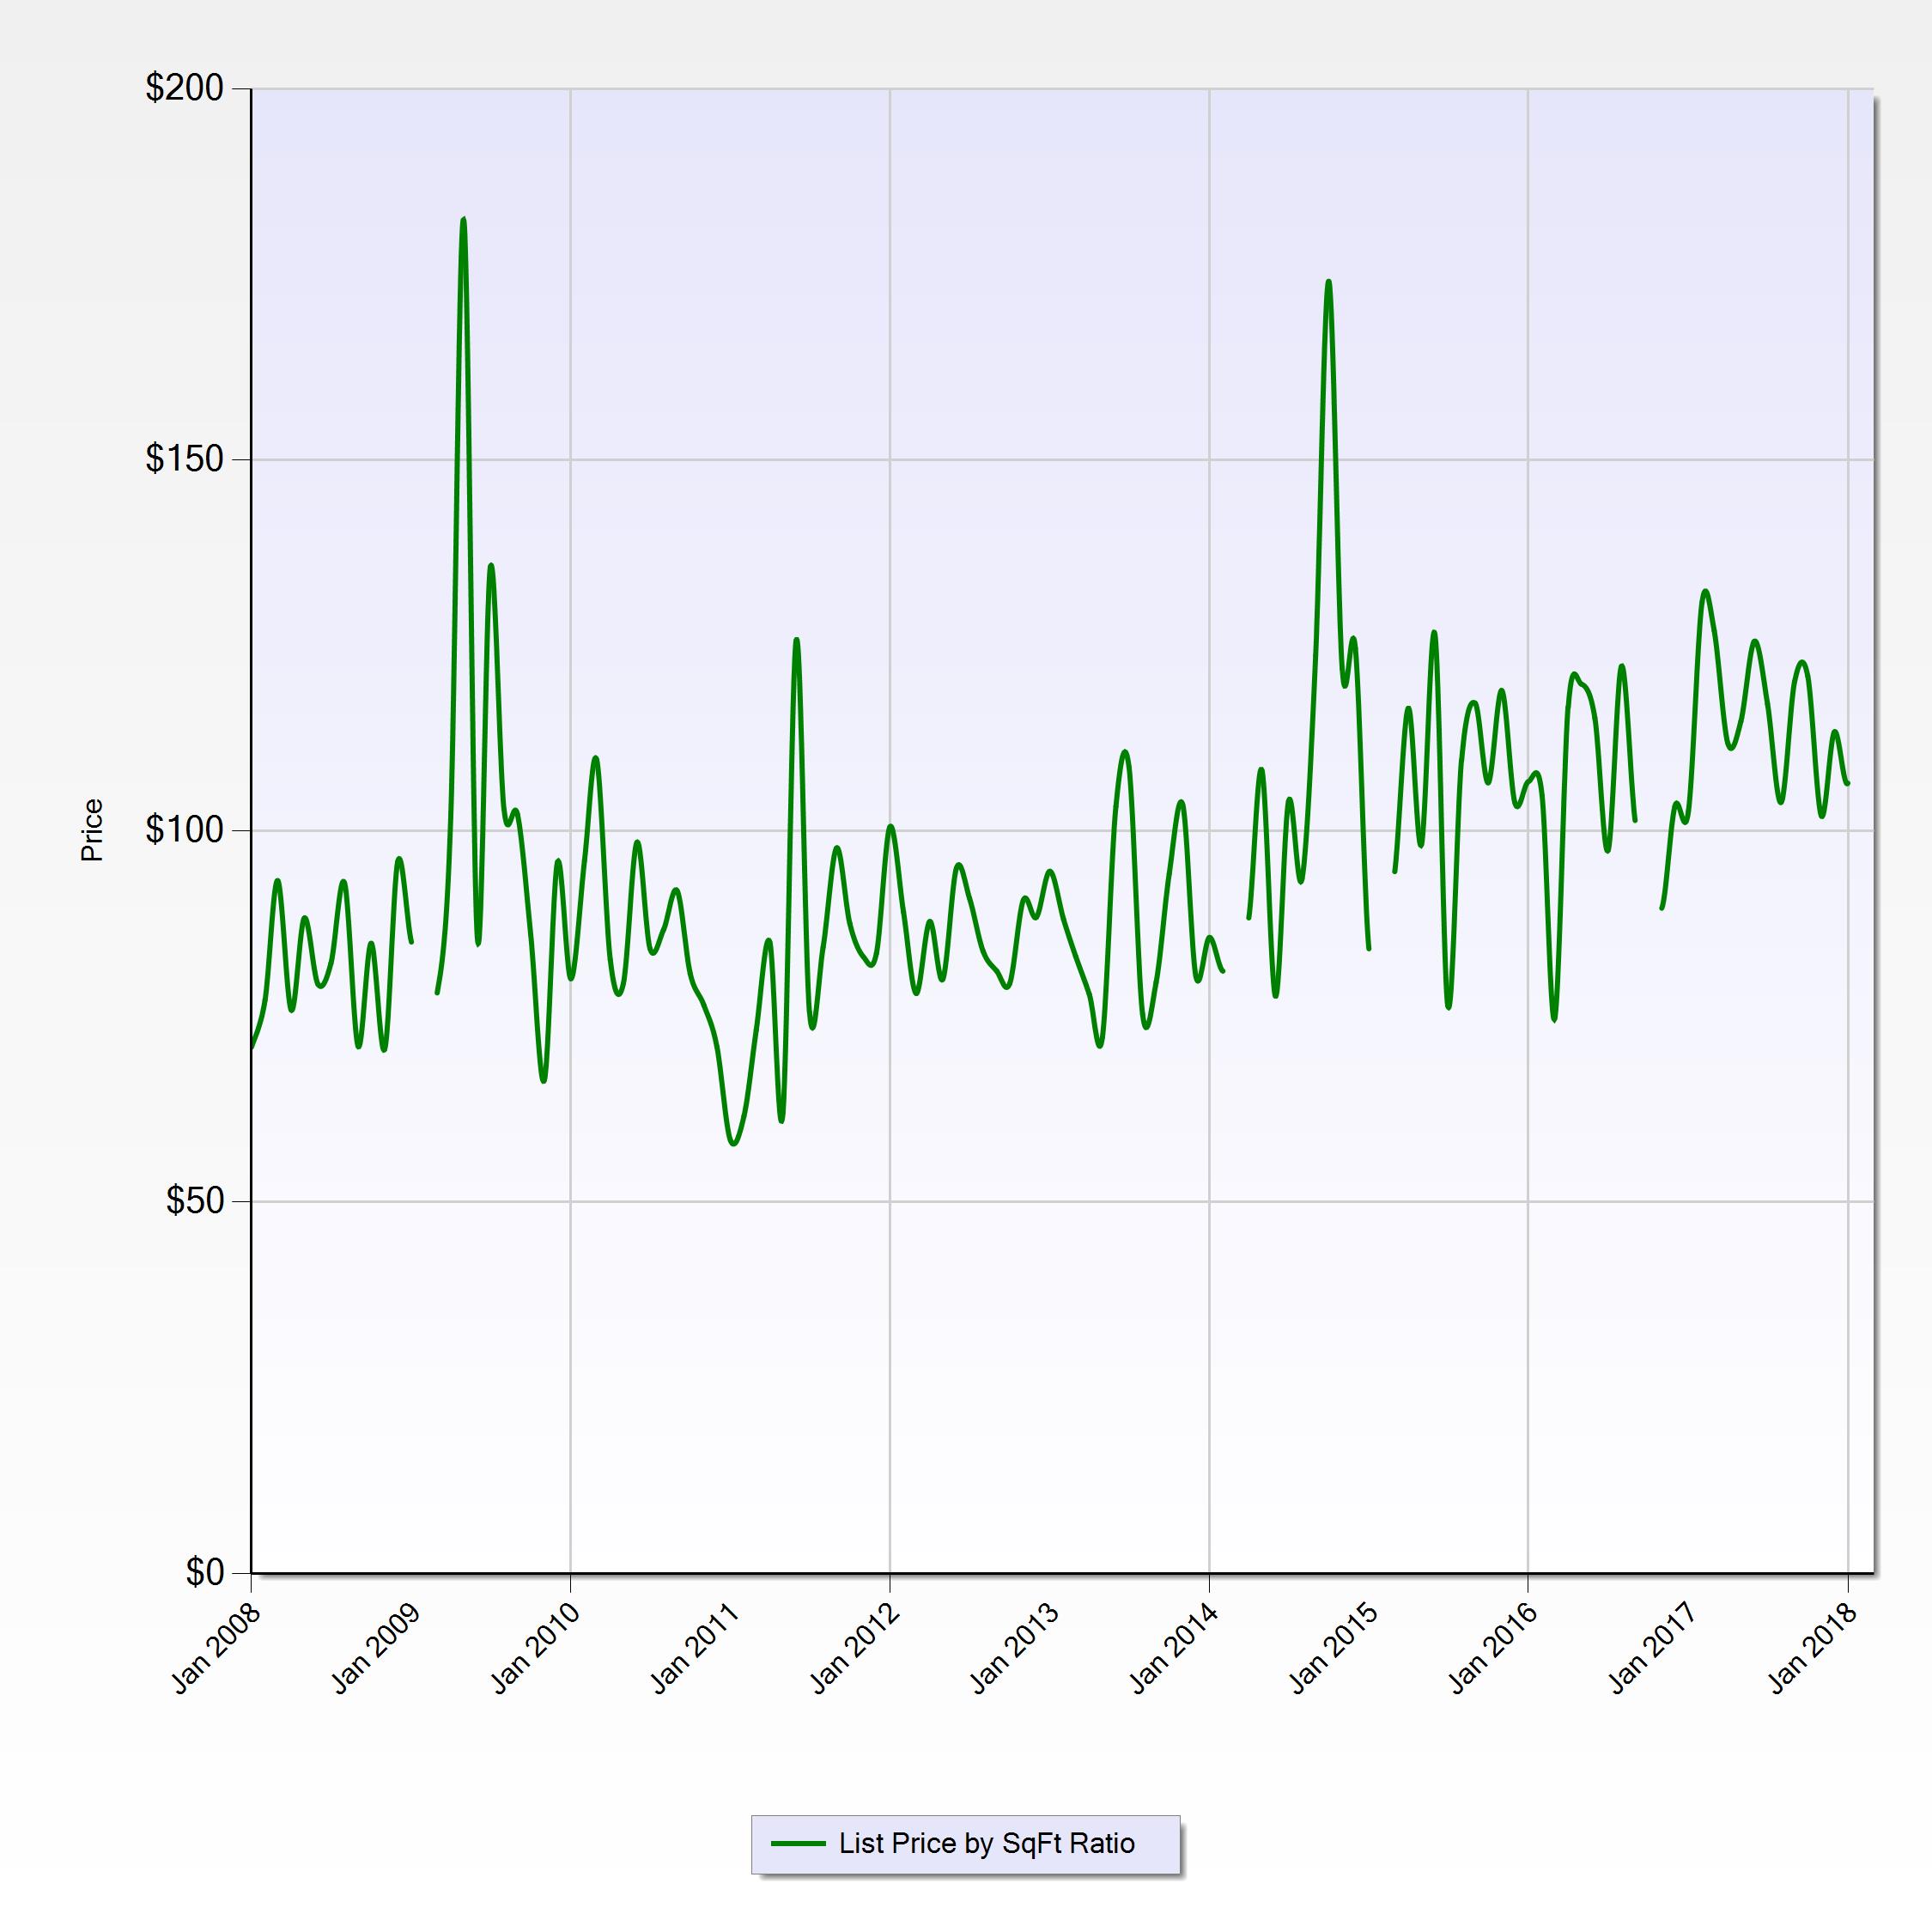 $200
$150
$100
$50
$0
Price
Jan 2008
Jan 2009
Jan 2010
Jan 2011
Jan 2012
Jan 2013
Jan 2014
Jan 2015
Jan 2016
Jan 2017
Jan 2018
List Price by SqFt Ratio